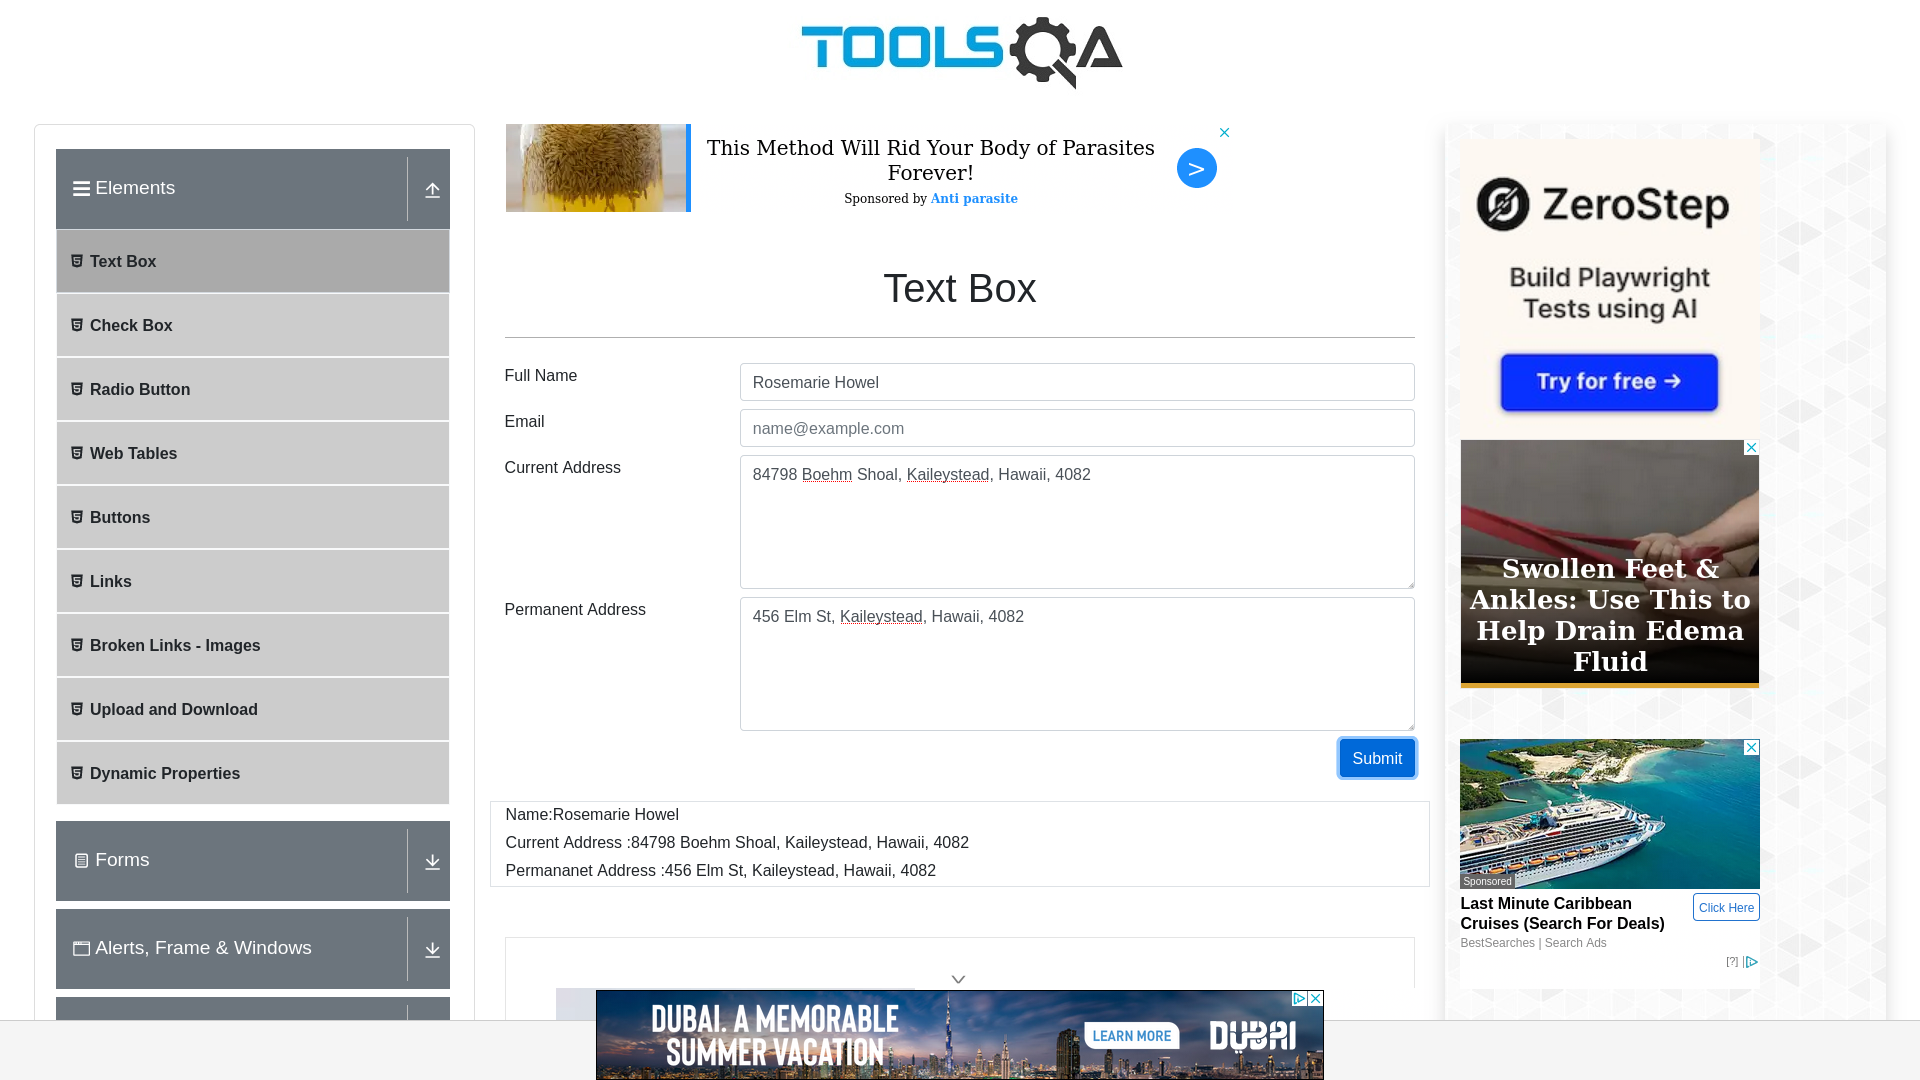 TOOLSQA
This Method Will Rid Your Body of Parasites
Forever!
Sponsored by Anti parasite
>
Elements
Text Box
Check Box
Radio Button
Web Tables
Buttons
Links
Broken Links - Images
Upload and Download
Dynamic Properties
Forms
Alerts, Frame & Windows
Text Box
Full Name
Rosemarie Howel
Email
name@example.com
Current Address
84798 Boehm Shoal, Kaileystead, Hawaii, 4082
Permanent Address
456 Elm St, Kaileystead, Hawaii, 4082
Submit
Name:Rosemarie Howel
Current Address :84798 Boehm Shoal, Kaileystead, Hawaii, 4082
Permananet Address :456 Elm St, Kaileystead, Hawaii, 4082
ZeroStep
Build Playwright
Tests using AI
Try for free →
Swollen Feet &
Ankles: Use This to
Help Drain Edema
Fluid
Sponsored
Last Minute Caribbean
Cruises (Search For Deals)
Click Here
BestSearches | Search Ads
[?]
DUBAI. A MEMORABLE
SUMMER VACATION
LEARN MORE
DUBAI